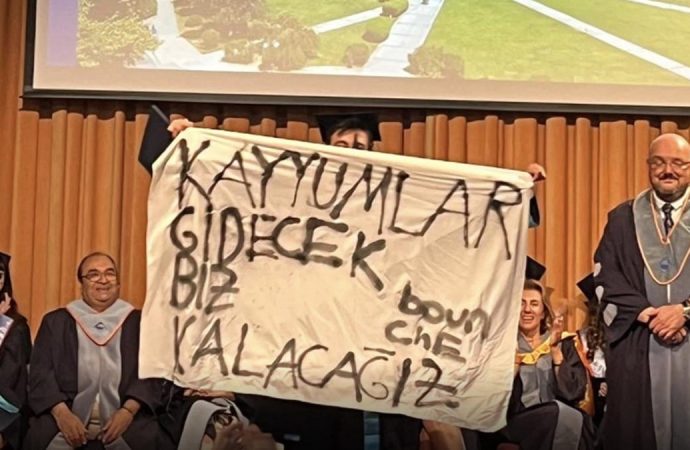 KAYYUMLAR
GİDECEK
BİZ
KALACAĞIZ
boun
ChE